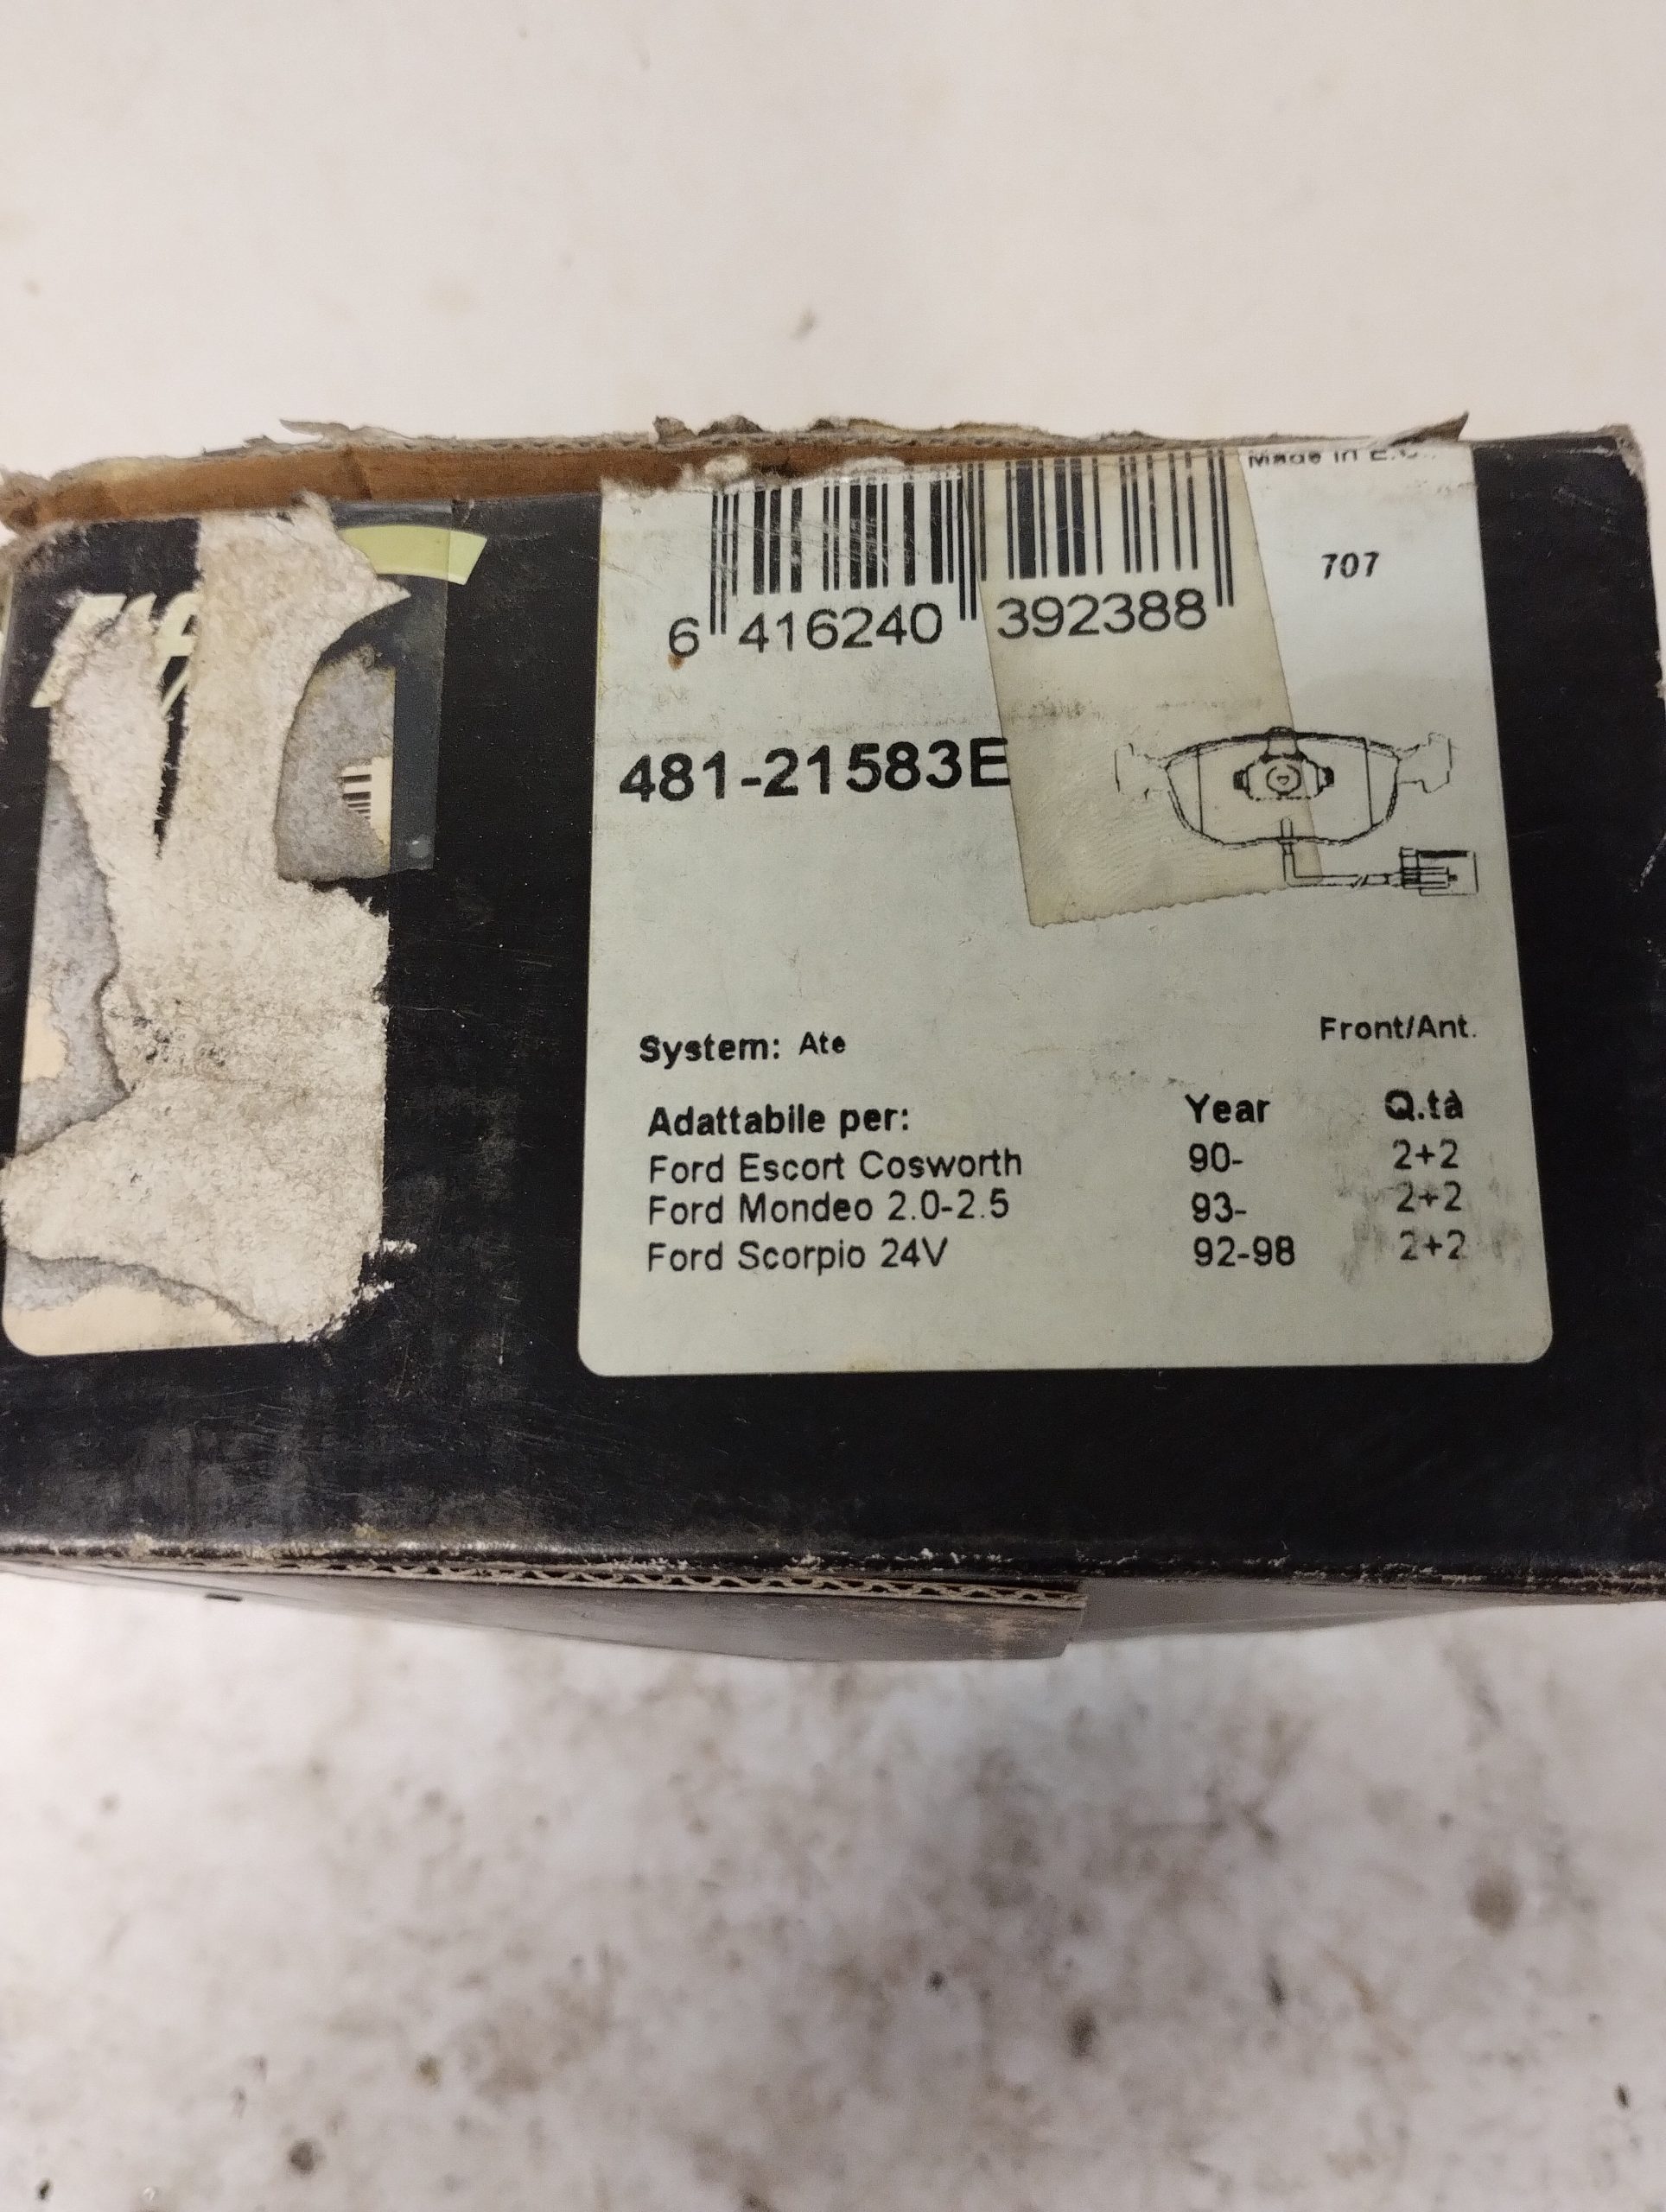 Made in E.C.
707
6 416240 392388
481-21583E
Front/Ant.
System: Ate
Adattabile per: Year Q.tà
Ford Escort Cosworth 90- 2+2
Ford Mondeo 2.0-2.5 93- 2+2
Ford Scorpio 24V 92-98 2+2